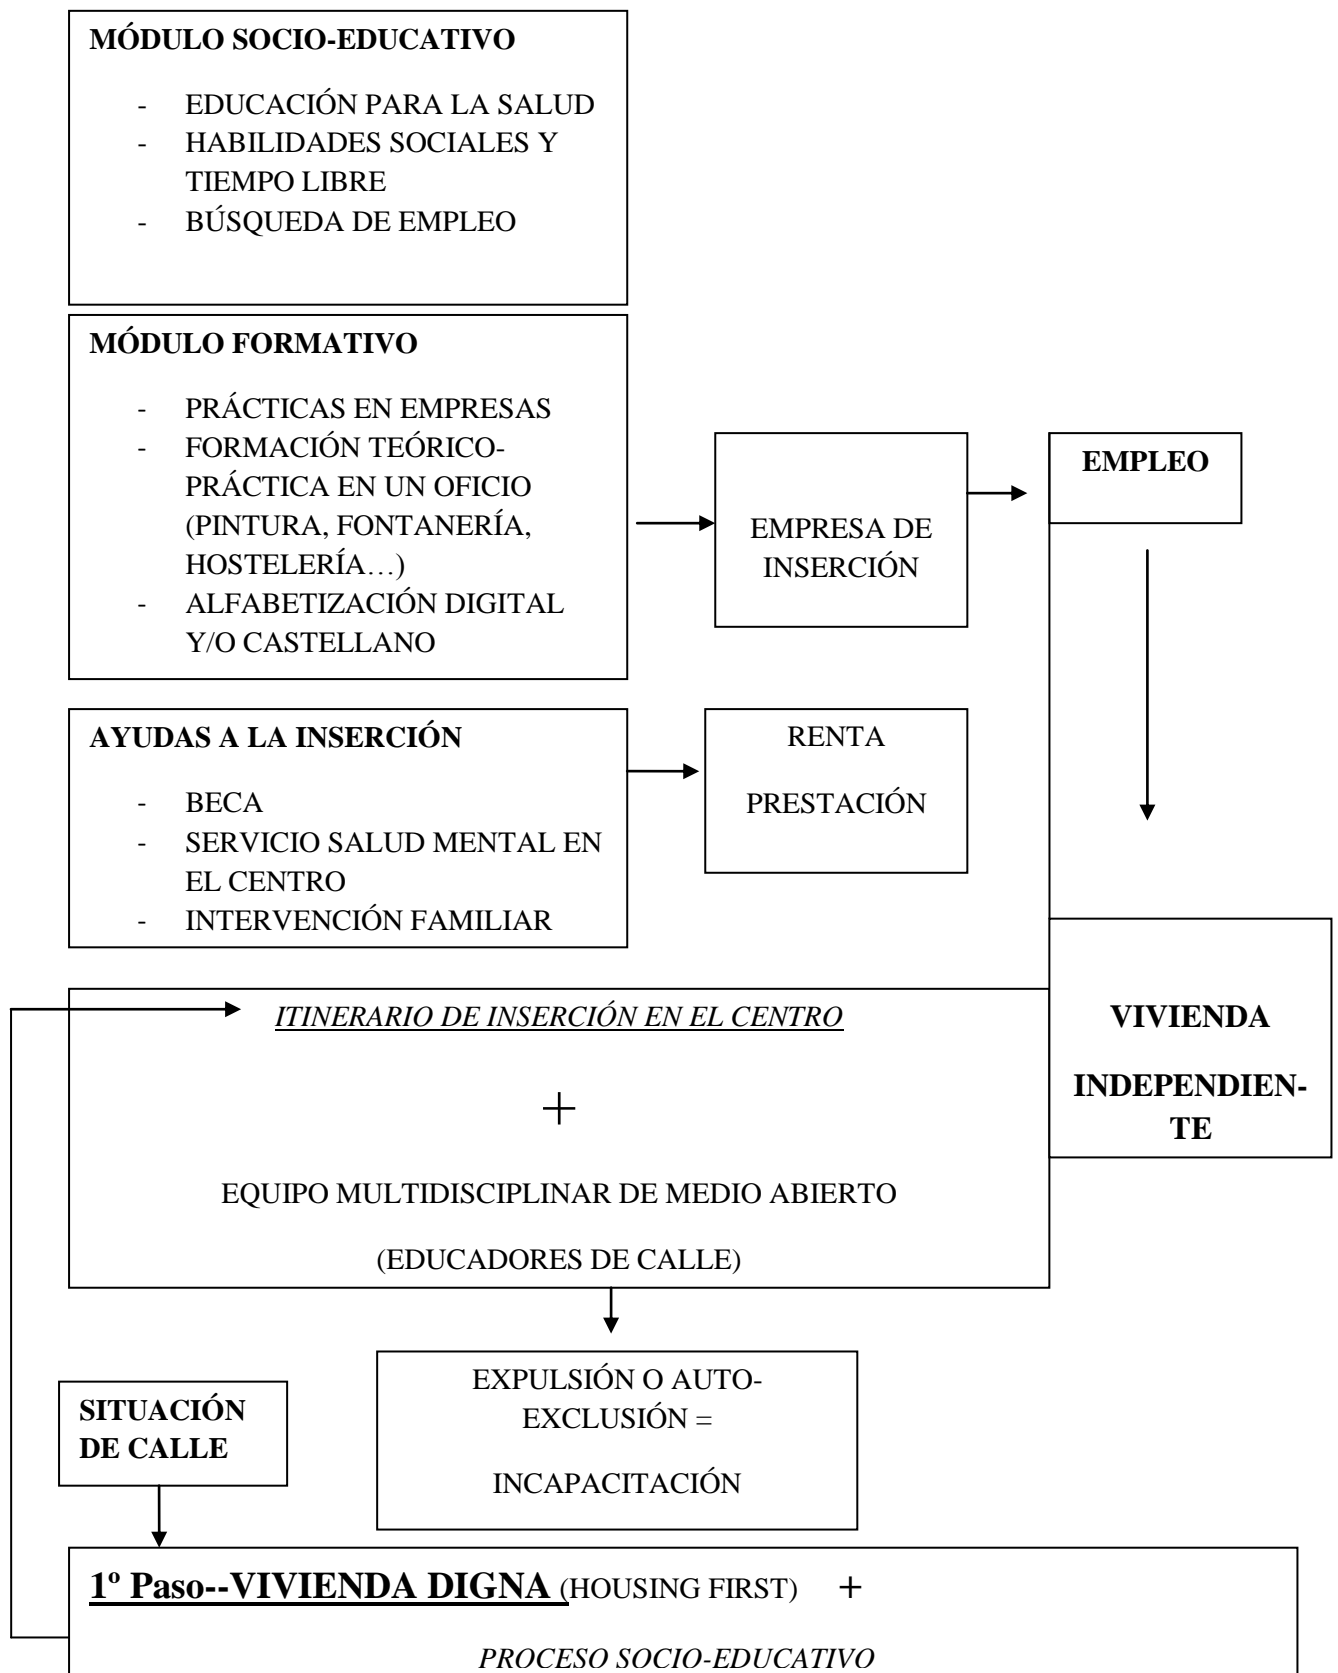 MÓDULO SOCIO-EDUCATIVO
- EDUCACIÓN PARA LA SALUD
- HABILIDADES SOCIALES Y
TIEMPO LIBRE
- BÚSQUEDA DE EMPLEO
MÓDULO FORMATIVO
- PRÁCTICAS EN EMPRESAS
- FORMACIÓN TEÓRICO-
PRÁCTICA EN UN OFICIO
(PINTURA, FONTANERÍA,
HOSTELERÍA…)
- ALFABETIZACIÓN DIGITAL
Y/O CASTELLANO
EMPRESA DE
INSERCIÓN
EMPLEO
AYUDAS A LA INSERCIÓN
- BECA
- SERVICIO SALUD MENTAL EN
EL CENTRO
- INTERVENCIÓN FAMILIAR
RENTA
PRESTACIÓN
VIVIENDA
INDEPENDIEN-
TE
ITINERARIO DE INSERCIÓN EN EL CENTRO
+
EQUIPO MULTIDISCIPLINAR DE MEDIO ABIERTO
(EDUCADORES DE CALLE)
EXPULSIÓN O AUTO-
EXCLUSIÓN =
INCAPACITACIÓN
SITUACIÓN
DE CALLE
1º Paso--VIVIENDA DIGNA (HOUSING FIRST) +
PROCESO SOCIO-EDUCATIVO